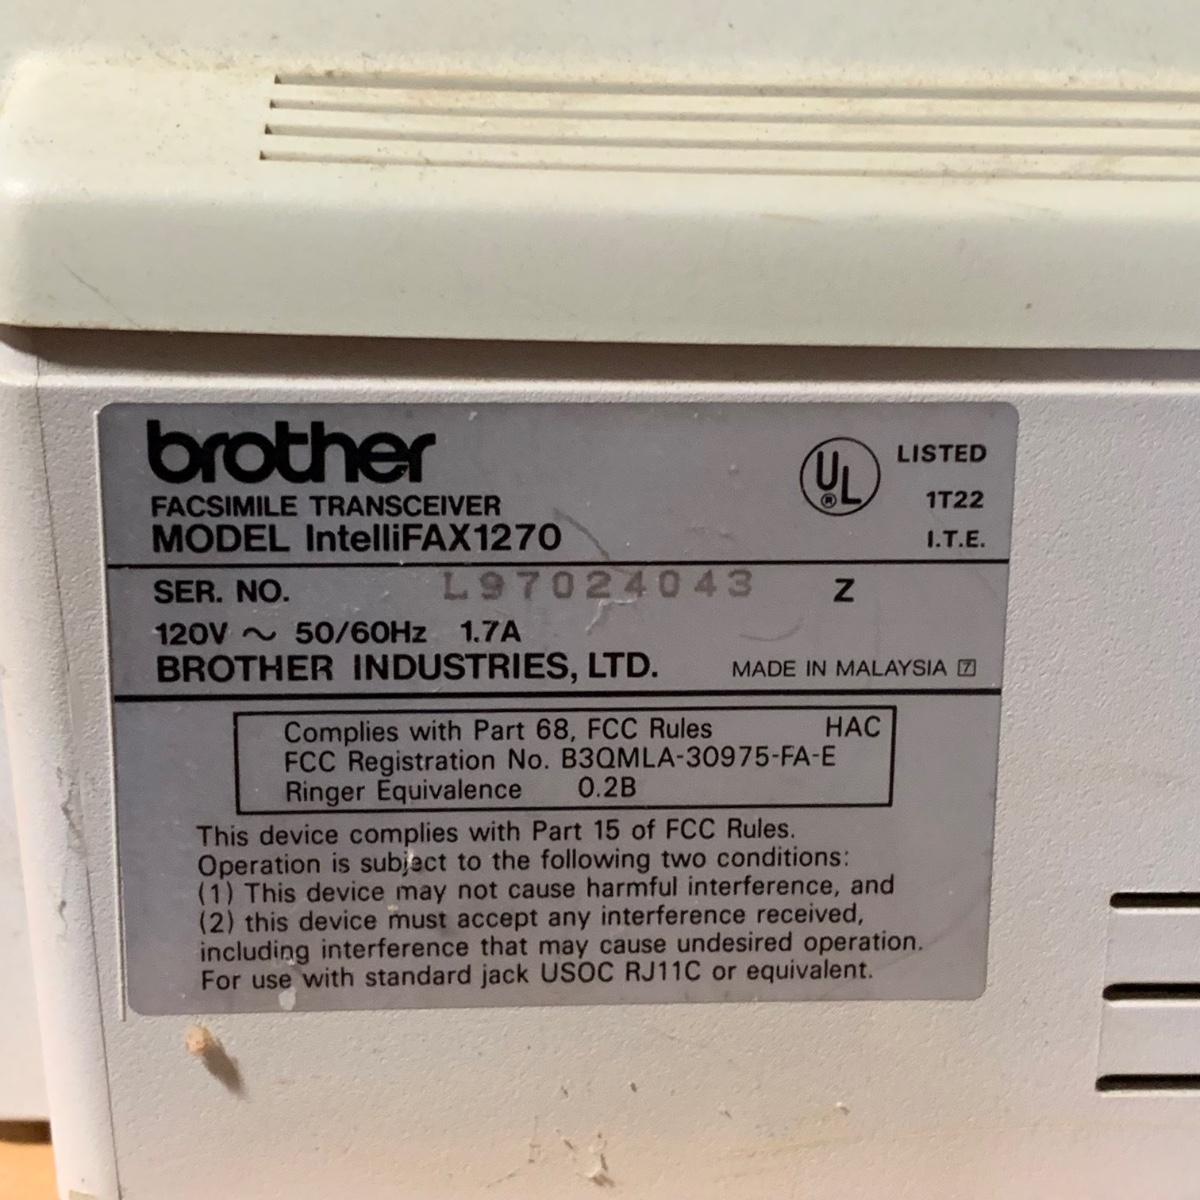 brother
FACSIMILE TRANSCEIVER
MODEL IntelliFAX1270
UL ®
LISTED
1T22
I.T.E.
SER. NO. L97024043 Z
120V ~ 50/60Hz 1.7A
BROTHER INDUSTRIES, LTD. MADE IN MALAYSIA 7
Complies with Part 68, FCC Rules HAC
FCC Registration No. B3QMLA-30975-FA-E
Ringer Equivalence 0.2B
This device complies with Part 15 of FCC Rules.
Operation is subject to the following two conditions:
(1) This device may not cause harmful interference, and
(2) this device must accept any interference received,
including interference that may cause undesired operation.
For use with standard jack USOC RJ11C or equivalent.